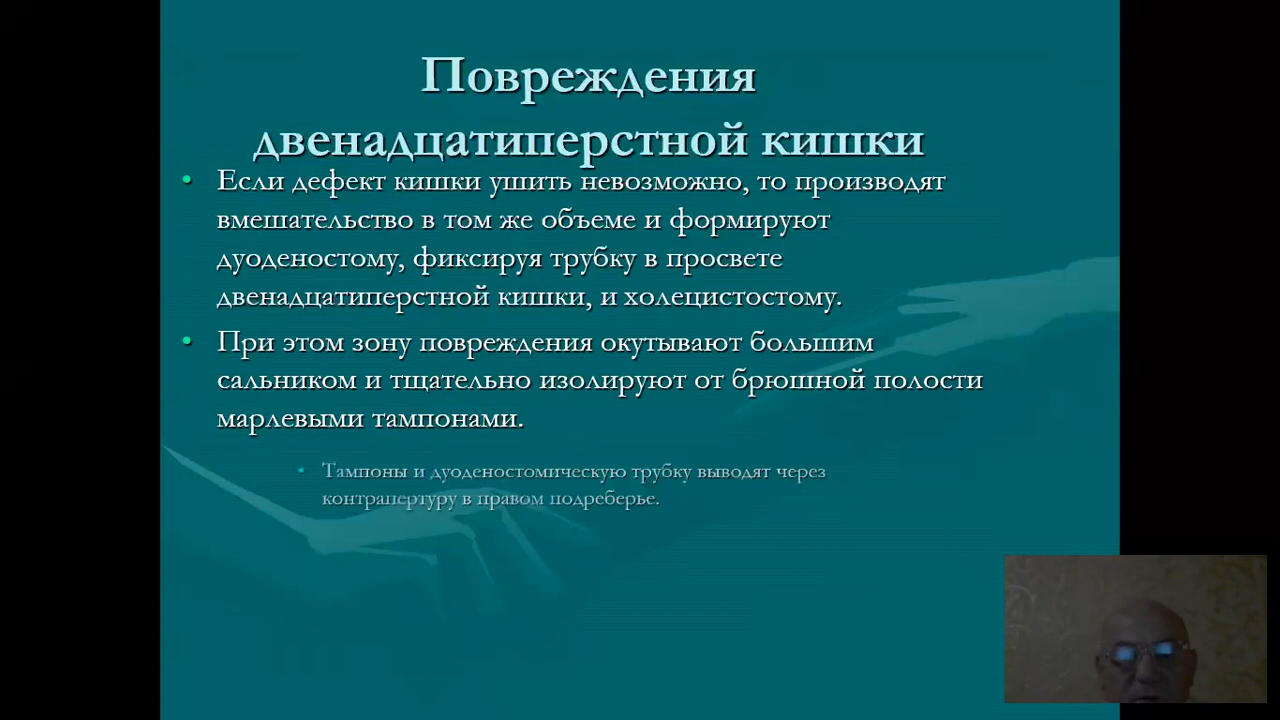 Повреждения
двенадцатиперстной кишки
• Если дефект кишки ушить невозможно, то производят
вмешательство в том же объеме и формируют
дуоденостому, фиксируя трубку в просвете
двенадцатиперстной кишки, и холецистостому.
• При этом зону повреждения окутывают большим
сальником и тщательно изолируют от брюшной полости
марлевыми тампонами.
• Тампоны и дуоденостомическую трубку выводят через
контрапертуру в правом подреберье.